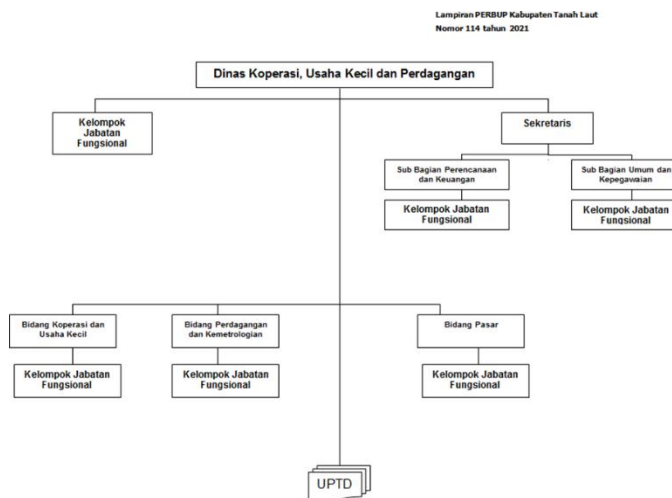 Lampiran PERBUP Kabupaten Tanah Laut
Nomor 114 tahun 2021
Dinas Koperasi, Usaha Kecil dan Perdagangan
Kelompok
Jabatan
Fungsional
Sekretaris
Sub Bagian Perencanaan
dan Keuangan
Sub Bagian Umum dan
Kepegawaian
Kelompok Jabatan
Fungsional
Kelompok Jabatan
Fungsional
Bidang Koperasi dan
Usaha Kecil
Bidang Perdagangan
dan Kemetrologian
Bidang Pasar
Kelompok Jabatan
Fungsional
Kelompok Jabatan
Fungsional
Kelompok Jabatan
Fungsional
UPTD